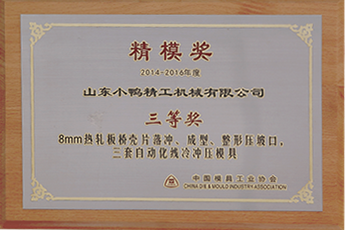 精模奖
2014-2016年度
山东小鸭精工机械有限公司
三等奖
8mm热轧板桥壳片落冲、成型、整形压坡口，
三套自动化线冷冲压模具
中国模具工业协会
CHINA DIE & MOULD INDUSTRY ASSOCIATION